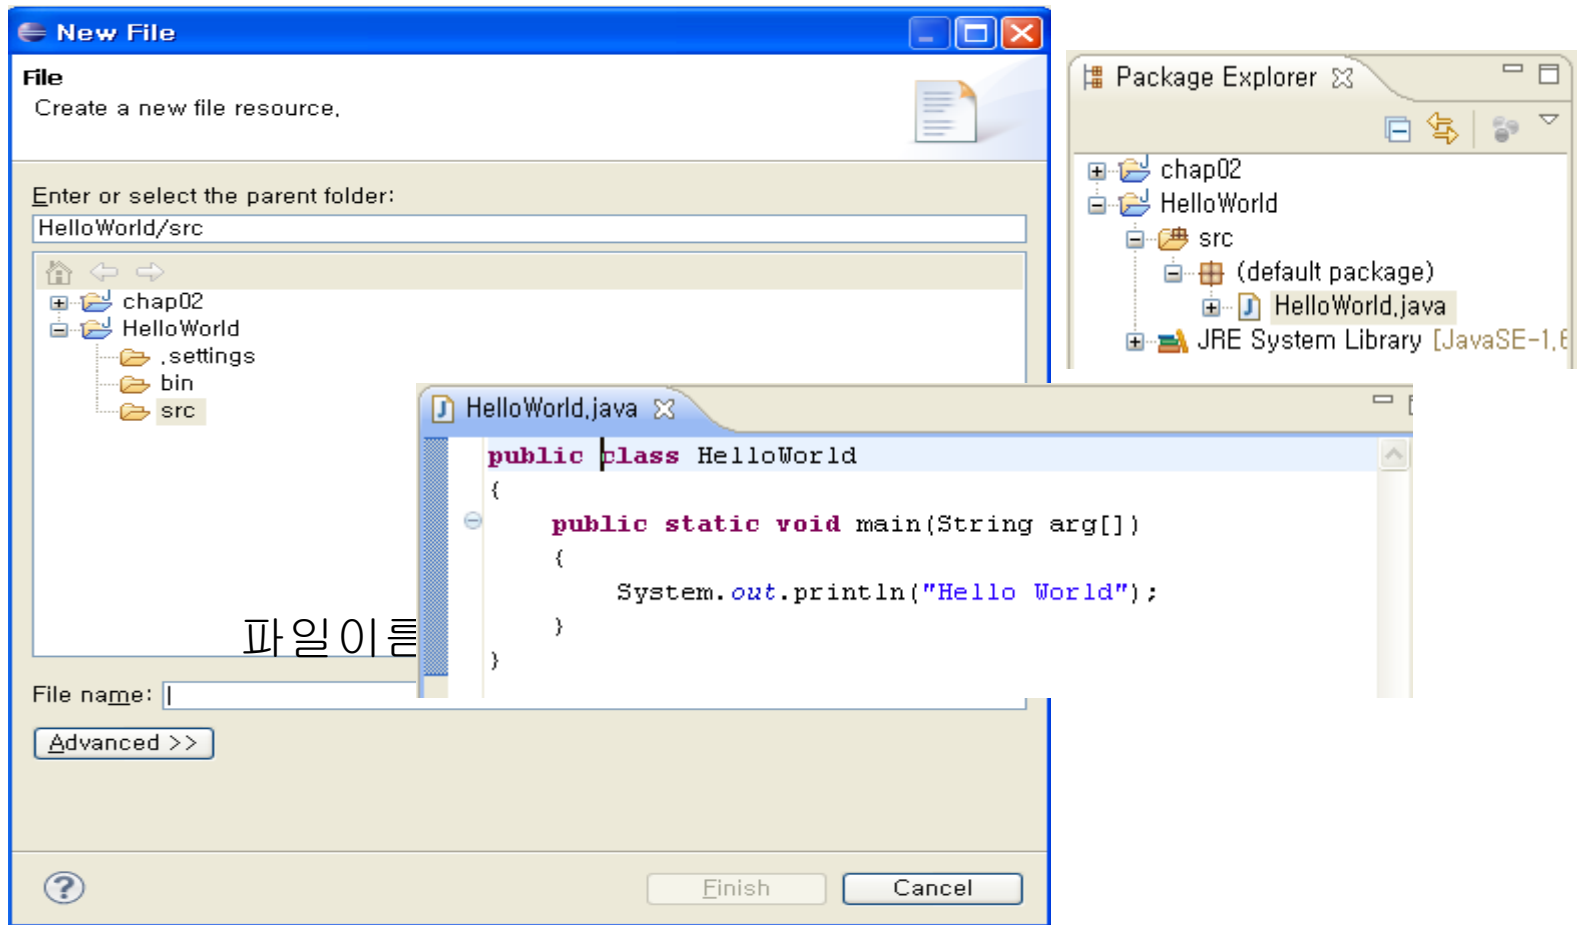 New File
File
Create a new file resource.
Enter or select the parent folder:
HelloWorld/src
chap02
HelloWorld
.settings
bin
src
파일이름
File name:
Advanced >>
Finish
Cancel
Package Explorer
chap02
HelloWorld
src
(default package)
HelloWorld.java
JRE System Library [JavaSE-1.6
HelloWorld.java
public class HelloWorld
{
public static void main(String arg[])
{
System.out.println("Hello World");
}
}